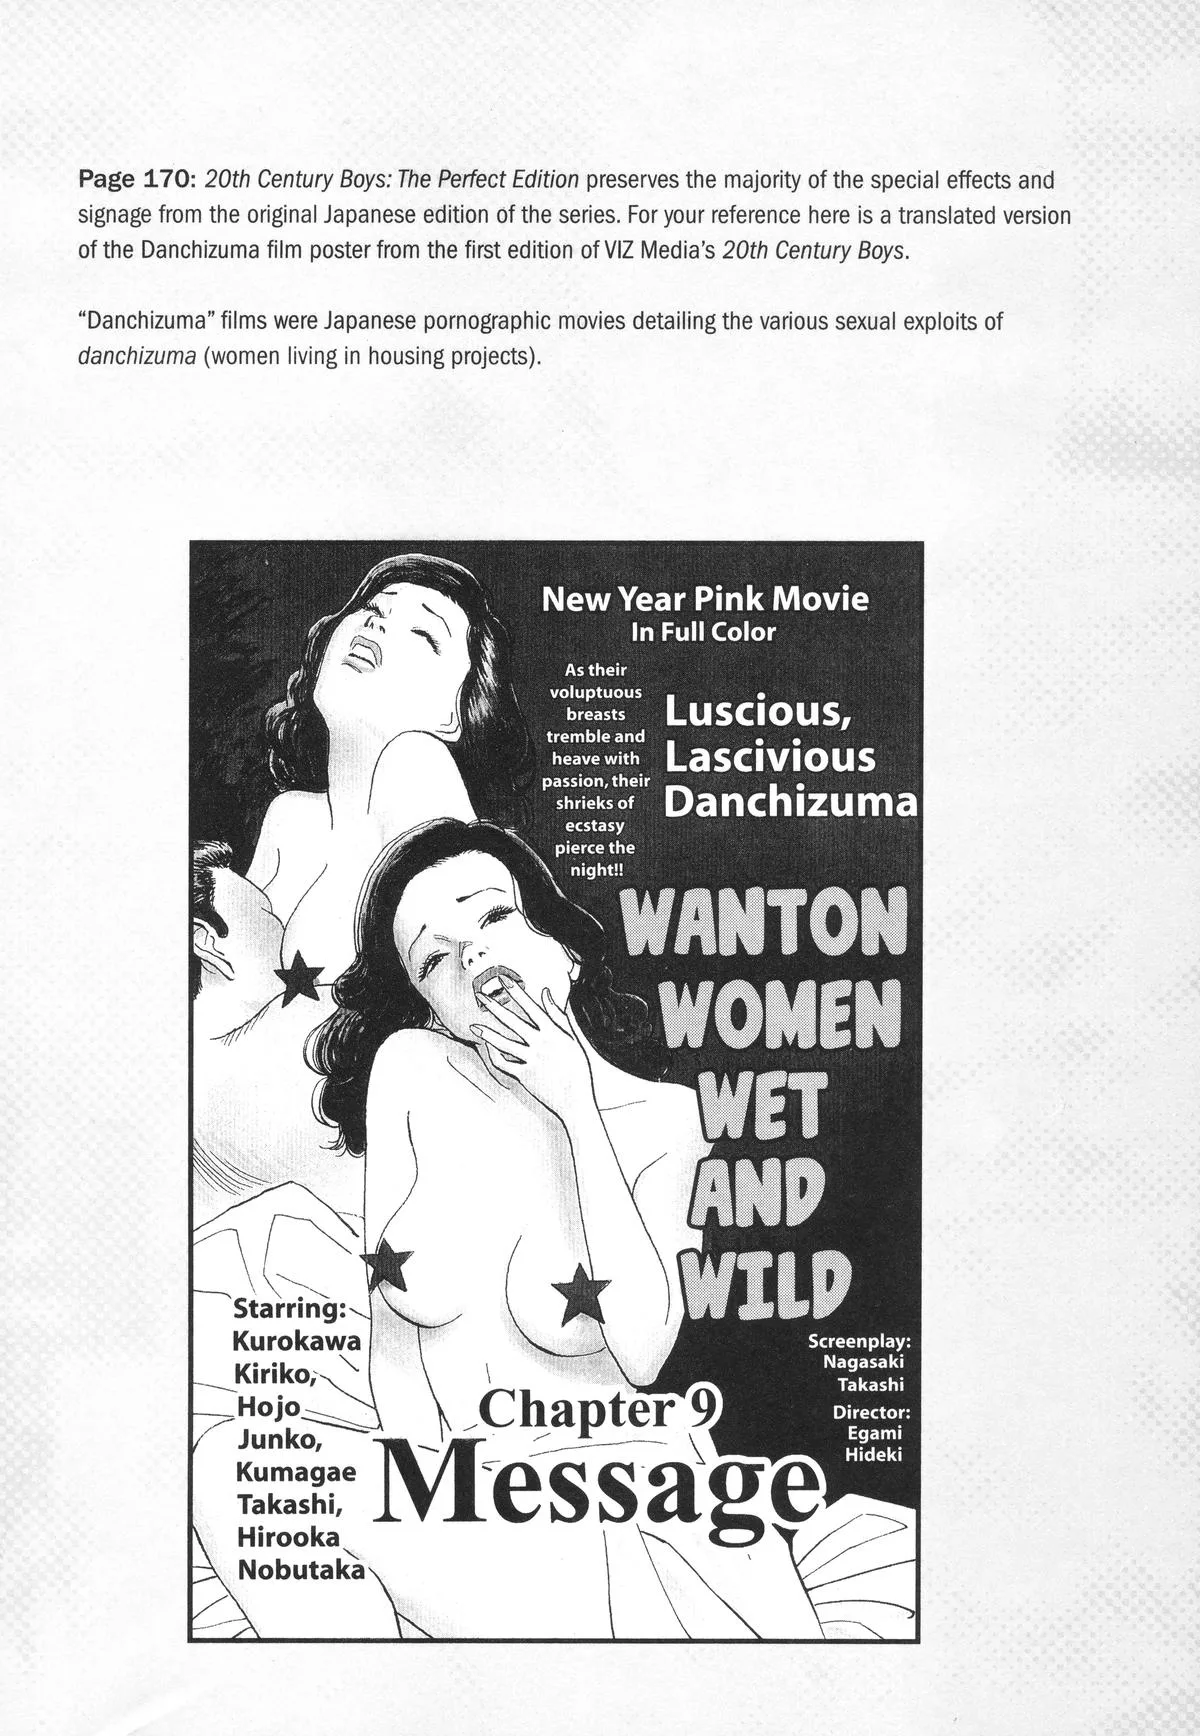 Page 170: 20th Century Boys: The Perfect Edition preserves the majority of the special effects and
signage from the original Japanese edition of the series. For your reference here is a translated version
of the Danchizuma film poster from the first edition of VIZ Media's 20th Century Boys.
“Danchizuma” films were Japanese pornographic movies detailing the various sexual exploits of
danchizuma (women living in housing projects).
New Year Pink Movie
In Full Color
As their
voluptuous
breasts
tremble and
heave with
passion, their
shrieks of
ecstasy
pierce the
night!!
Luscious,
Lascivious
Danchizuma
WANTON
WOMEN
WET
AND
WILD
Starring:
Kurokawa
Kiriko,
Hojo
Junko,
Kumagae
Takashi,
Hirooka
Nobutaka
Screenplay:
Nagasaki
Takashi
Director:
Egami
Hideki
Chapter 9
Message